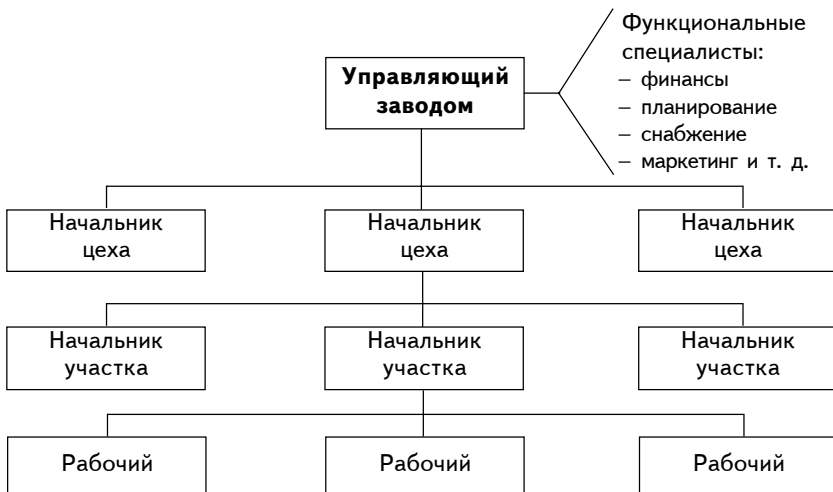 Функциональные
специалисты:
– финансы
– планирование
– снабжение
– маркетинг и т. д.
Управляющий
заводом
Начальник
цеха
Начальник
цеха
Начальник
цеха
Начальник
участка
Начальник
участка
Начальник
участка
Рабочий
Рабочий
Рабочий